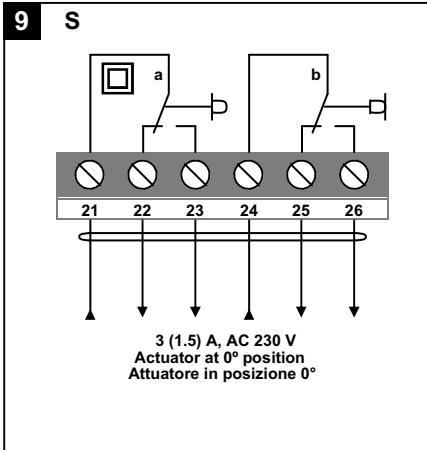 9 S
a b
21 22 23 24 25 26
3 (1.5) A, AC 230 V
Actuator at 0º position
Attuatore in posizione 0°